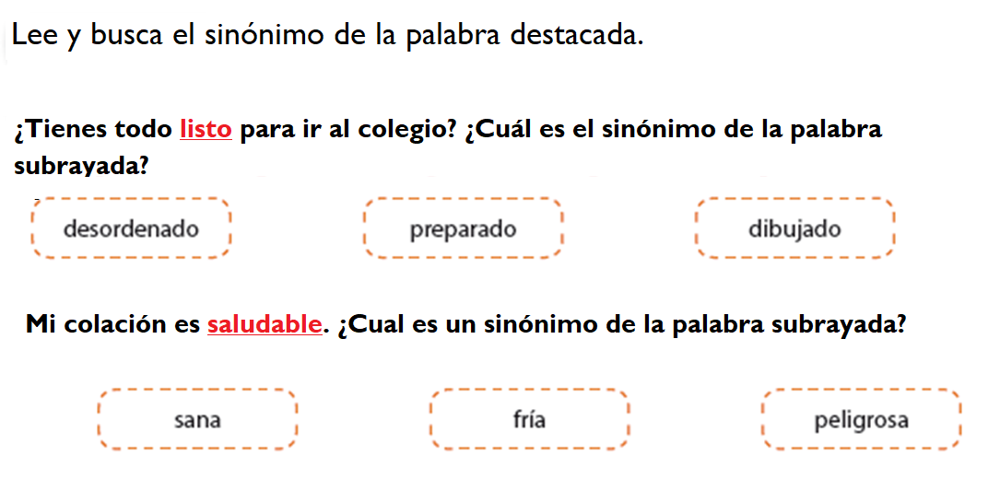 Lee y busca el sinónimo de la palabra destacada.
¿Tienes todo listo para ir al colegio? ¿Cuál es el sinónimo de la palabra
subrayada?
desordenado preparado dibujado
Mi colación es saludable. ¿Cual es un sinónimo de la palabra subrayada?
sana fría peligrosa